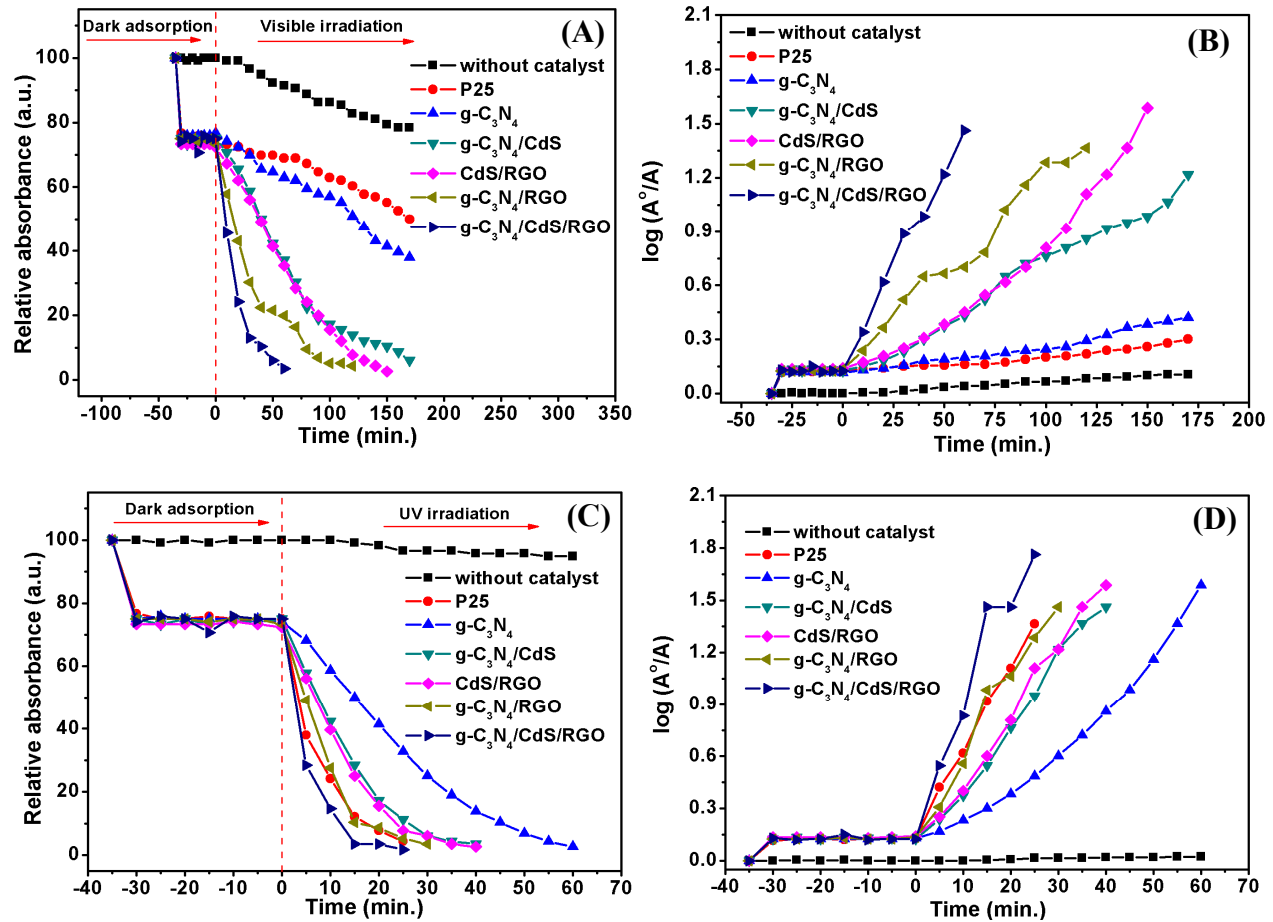 Dark adsorption
Visible irradiation
(A)
without catalyst
P25
g-C₃N₄
g-C₃N₄/CdS
CdS/RGO
g-C₃N₄/RGO
g-C₃N₄/CdS/RGO
Relative absorbance (a.u.)
100
80
60
40
20
0
-100 -50 0 50 100 150 200 250 300 350
Time (min.)
(B)
without catalyst
P25
g-C₃N₄
g-C₃N₄/CdS
CdS/RGO
g-C₃N₄/RGO
g-C₃N₄/CdS/RGO
log (A°/A)
2.1
1.8
1.5
1.2
0.9
0.6
0.3
0.0
-50 -25 0 25 50 75 100 125 150 175 200
Time (min.)
Dark adsorption
UV irradiation
(C)
without catalyst
P25
g-C₃N₄
g-C₃N₄/CdS
CdS/RGO
g-C₃N₄/RGO
g-C₃N₄/CdS/RGO
Relative absorbance (a.u.)
100
80
60
40
20
0
-40 -30 -20 -10 0 10 20 30 40 50 60 70
Time (min.)
(D)
without catalyst
P25
g-C₃N₄
g-C₃N₄/CdS
CdS/RGO
g-C₃N₄/RGO
g-C₃N₄/CdS/RGO
log (A°/A)
2.1
1.8
1.5
1.2
0.9
0.6
0.3
0.0
-40 -30 -20 -10 0 10 20 30 40 50 60 70
Time (min.)